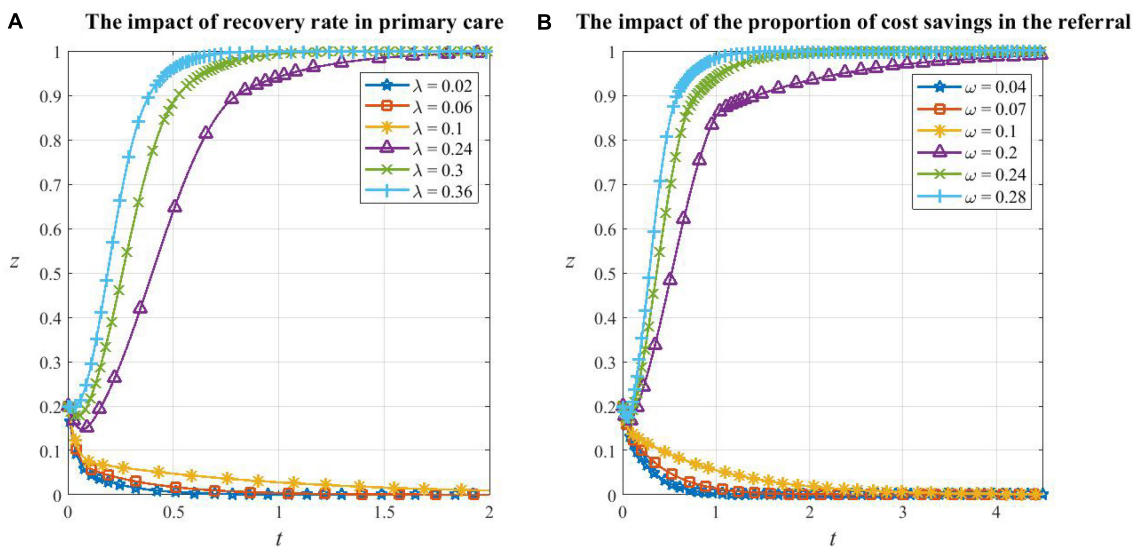 A
The impact of recovery rate in primary care
1
0.9
0.8
0.7
0.6
0.5
0.4
0.3
0.2
0.1
0
z
λ = 0.02
λ = 0.06
λ = 0.1
λ = 0.24
λ = 0.3
λ = 0.36
0 0.5 1 1.5 2
t
B
The impact of the proportion of cost savings in the referral
1
0.9
0.8
0.7
0.6
0.5
0.4
0.3
0.2
0.1
0
z
ω = 0.04
ω = 0.07
ω = 0.1
ω = 0.2
ω = 0.24
ω = 0.28
0 1 2 3 4
t